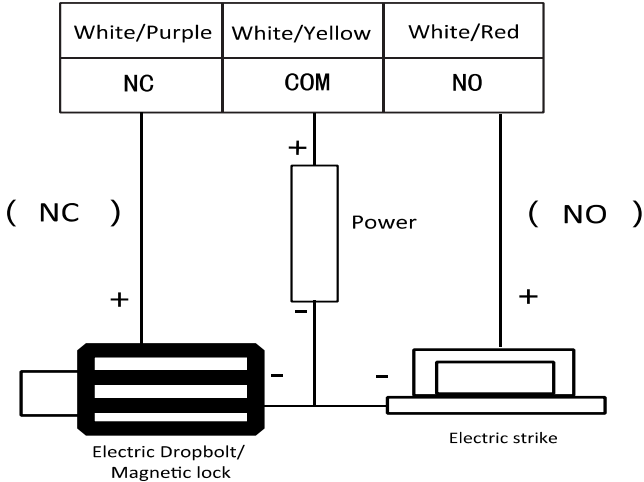 White/Purple White/Yellow White/Red
NC COM NO
+
( NC ) Power ( NO )
+ - +
- -
Electric Dropbolt/
Magnetic lock
Electric strike